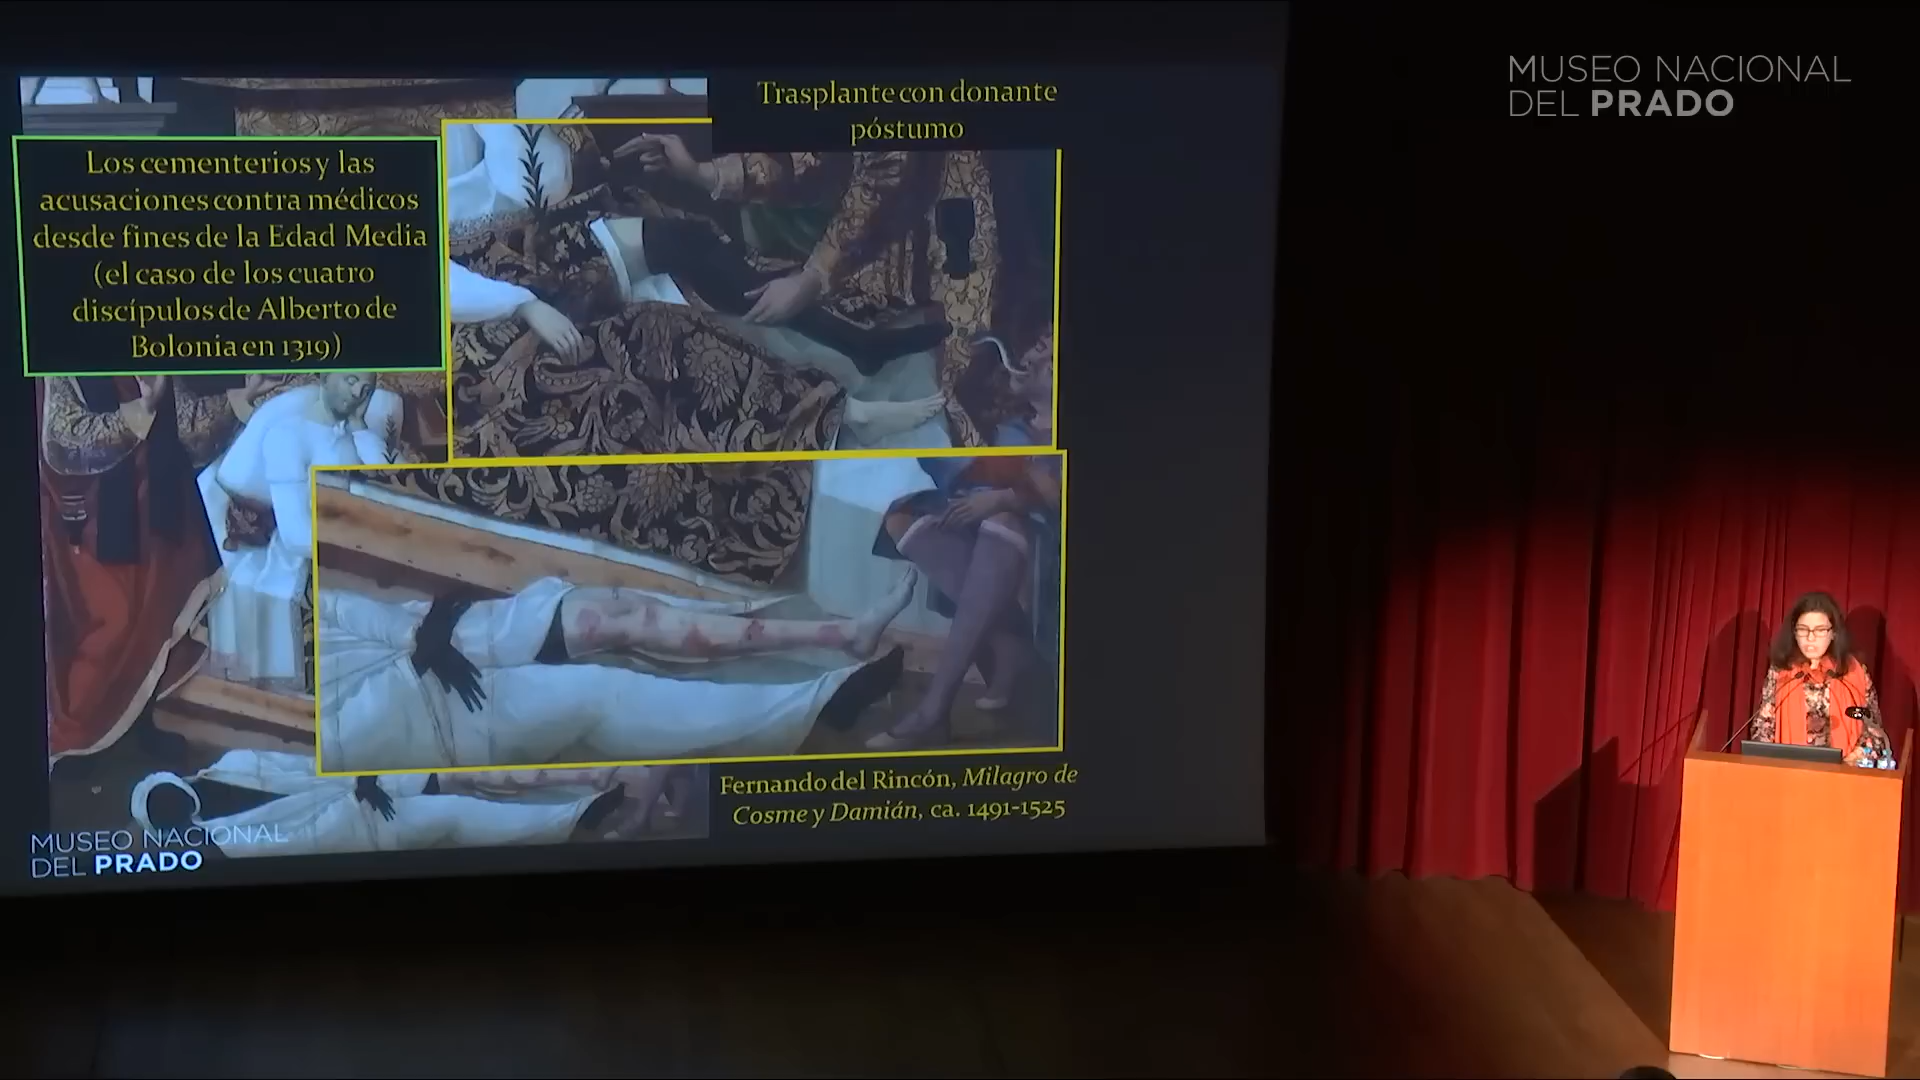 MUSEO NACIONAL
DEL PRADO
Trasplante con donante
póstumo
Los cementerios y las
acusaciones contra médicos
desde fines de la Edad Media
(el caso de los cuatro
discípulos de Alberto de
Bolonia en 1319)
Fernando del Rincón, Milagro de
Cosme y Damián, ca. 1491-1525
MUSEO NACIONAL
DEL PRADO